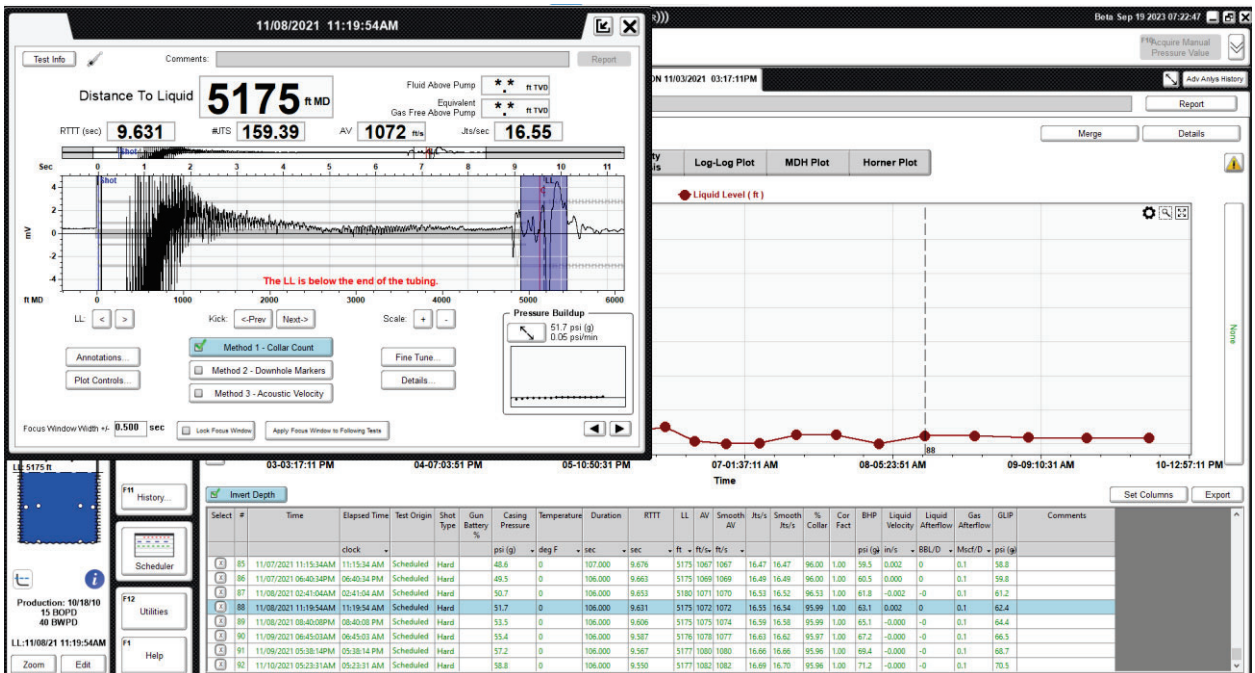 11/08/2021 11:19:54AM
Test Info
Comments:
Report
Distance To Liquid 5175 ft MD
Fluid Above Pump ** . ft TVD
Equivalent
Gas Free Above Pump ** . ft TVD
RTTT (sec) 9.631 #JTS 159.39 AV 1072 ft/s Jts/sec 16.55
Shot
Sec 0 1 2 3 4 5 6 7 8 9 10 11
Shot
LL
4
2
0
-2
-4
mV
The LL is below the end of the tubing.
ft MD 0 1000 2000 3000 4000 5000 6000
LL: < > Kick: <-Prev Next-> Scale: + -
Pressure Buildup
51.7 psi (g)
0.05 psi/min
Annotations...
Plot Controls...
Method 1 - Collar Count
Method 2 - Downhole Markers
Method 3 - Acoustic Velocity
Fine Tune...
Details...
Focus Window Width +/- 0.500 sec Lock Focus Window Apply Focus Window to Following Tests
)))
Beta Sep 19 2023 07:22:47
F10 Acquire Manual
Pressure Value
ON 11/03/2021 03:17:11PM
Adv Anlys History
Report
Merge
Details
ty
is
Log-Log Plot
MDH Plot
Horner Plot
Liquid Level ( ft )
None
88
03-03:17:11 PM 04-07:03:51 PM 05-10:50:31 PM 07-01:37:11 AM 08-05:23:51 AM 09-09:10:31 AM 10-12:57:11 PM
Time
Invert Depth
Set Columns
Export
LL: 5175 ft
F11
History...
Scheduler
F12
Utilities
F1
Help
Production: 10/18/10
15 BOPD
40 BWPD
LL:11/08/21 11:19:54AM
Zoom
Edit
Select # Time Elapsed Time Test Origin Shot Type Gun Battery % Casing Pressure Temperature Duration RTTT LL AV Smooth AV Jts/s Smooth Jts/s % Collar Cor Fact BHP Liquid Velocity Liquid Afterflow Gas Afterflow GLIP Comments
clock psi (g) deg F sec sec ft ft/s ft/s psi (g) in/s BBL/D Mscf/D psi (g)
85 11/07/2021 11:15:34AM 11:15:34 AM Scheduled Hard 48.6 0 107.000 9.676 5175 1067 1067 16.47 16.47 96.00 1.00 59.5 0.002 0 0.1 58.8
86 11/07/2021 06:40:34PM 06:40:34 PM Scheduled Hard 49.5 0 106.000 9.663 5175 1069 1069 16.49 16.49 96.00 1.00 60.5 0.000 0 0.1 59.8
87 11/08/2021 02:41:04AM 02:41:04 AM Scheduled Hard 50.7 0 106.000 9.653 5180 1071 1070 16.53 16.52 96.53 1.00 61.8 -0.002 -0 0.1 61.2
88 11/08/2021 11:19:54AM 11:19:54 AM Scheduled Hard 51.7 0 106.000 9.631 5175 1072 1072 16.55 16.54 95.99 1.00 63.1 0.002 0 0.1 62.4
89 11/08/2021 08:40:08PM 08:40:08 PM Scheduled Hard 53.5 0 106.000 9.606 5175 1075 1074 16.59 16.58 95.99 1.00 65.1 -0.000 -0 0.1 64.4
90 11/09/2021 06:45:03AM 06:45:03 AM Scheduled Hard 55.4 0 106.000 9.587 5176 1078 1077 16.63 16.62 95.97 1.00 67.2 -0.000 -0 0.1 66.5
91 11/09/2021 05:38:14PM 05:38:14 PM Scheduled Hard 57.2 0 106.000 9.567 5177 1080 1080 16.66 16.66 95.96 1.00 69.4 -0.000 -0 0.1 68.7
92 11/10/2021 05:23:31AM 05:23:31 AM Scheduled Hard 58.8 0 106.000 9.550 5177 1082 1082 16.69 16.70 95.96 1.00 71.2 -0.000 -0 0.1 70.5